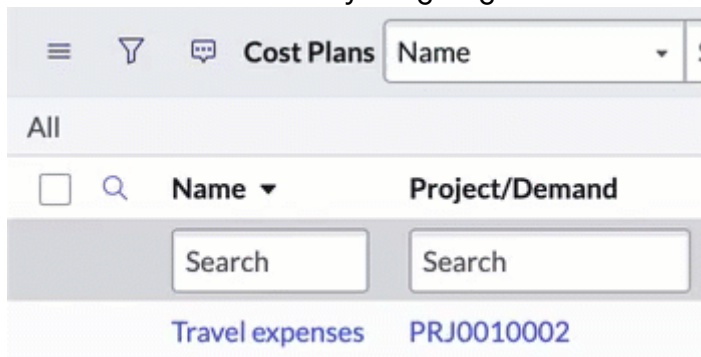 Cost Plans Name
All
Name Project/Demand
Search Search
Travel expenses PRJ0010002